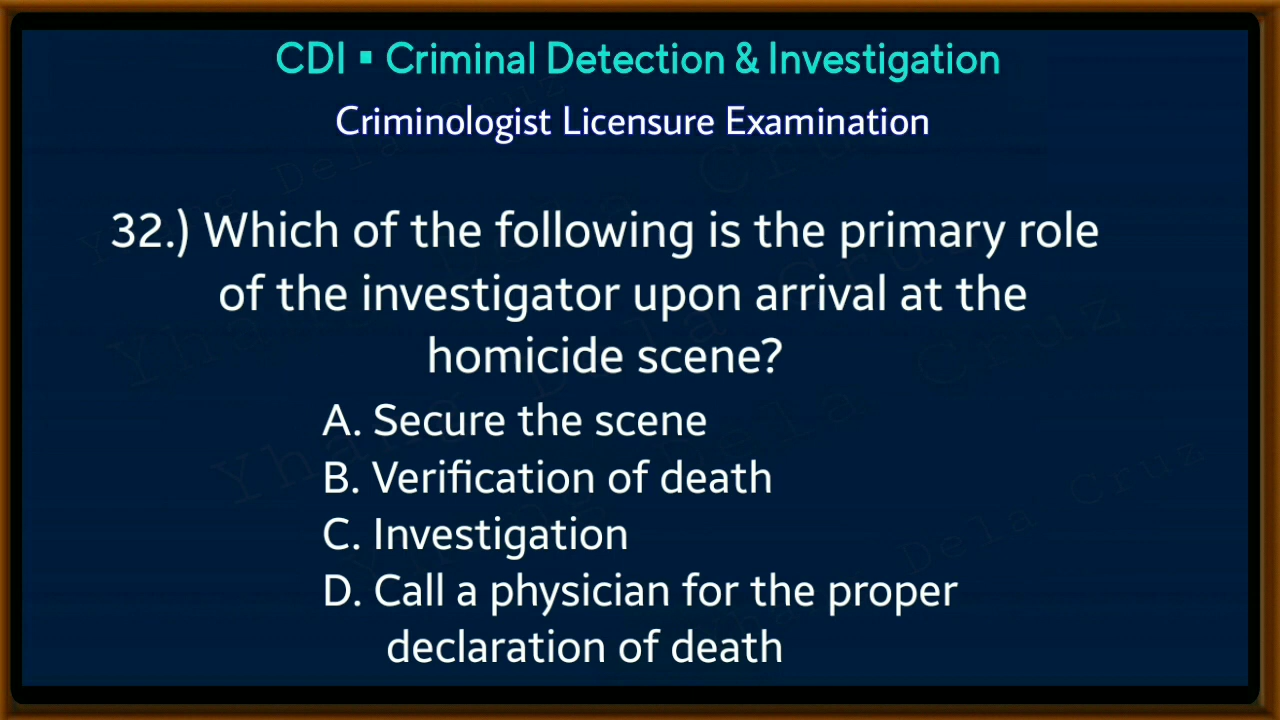 CDI ▪ Criminal Detection & Investigation
Criminologist Licensure Examination
32.) Which of the following is the primary role
of the investigator upon arrival at the
homicide scene?
A. Secure the scene
B. Verification of death
C. Investigation
D. Call a physician for the proper
declaration of death